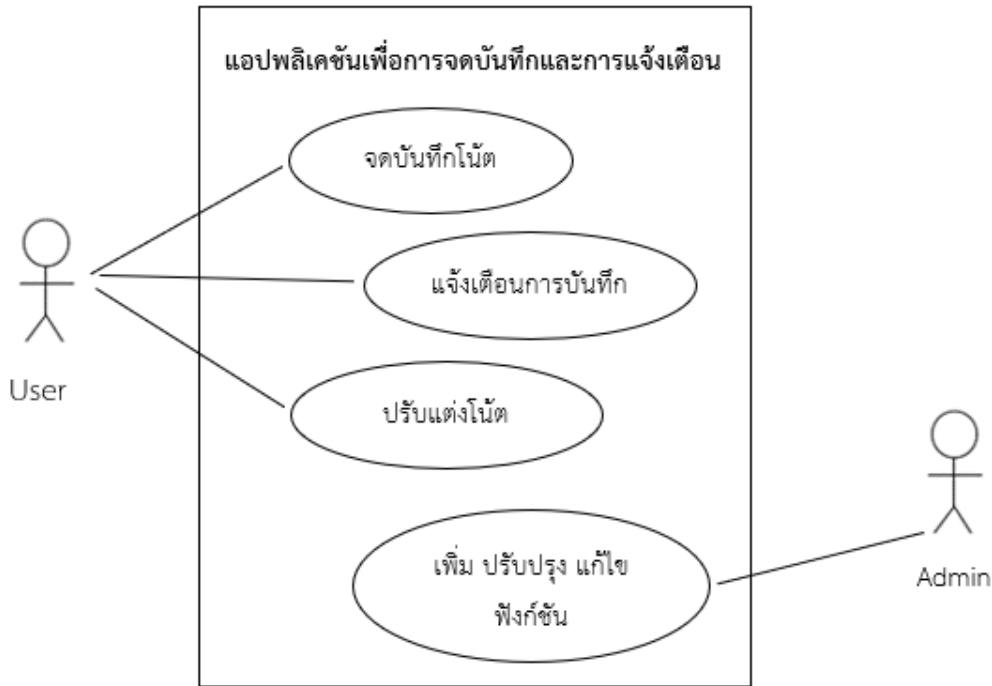 แอปพลิเคชันเพื่อการจดบันทึกและการแจ้งเตือน
จดบันทึกโน้ต
แจ้งเตือนการบันทึก
User
ปรับแต่งโน้ต
เพิ่ม ปรับปรุง แก้ไข
ฟังก์ชัน
Admin